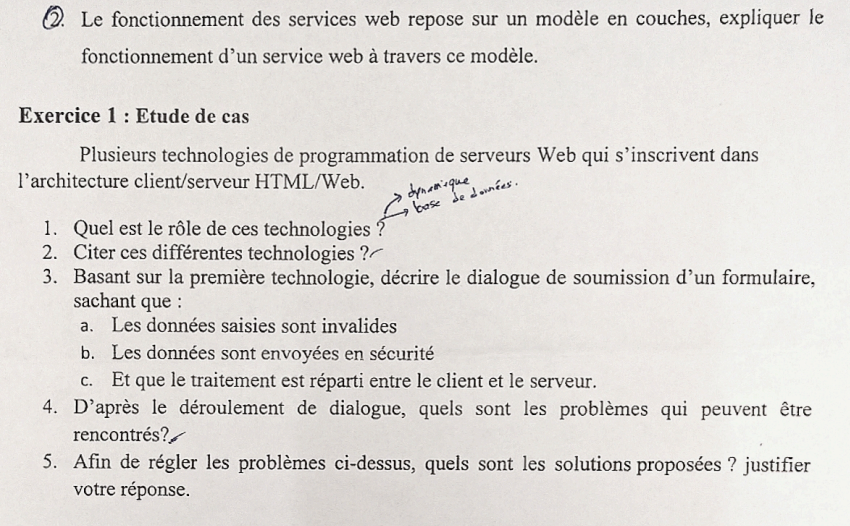 2. Le fonctionnement des services web repose sur un modèle en couches, expliquer le
fonctionnement d'un service web à travers ce modèle.
Exercice 1 : Etude de cas
Plusieurs technologies de programmation de serveurs Web qui s'inscrivent dans
l'architecture client/serveur HTML/Web.
→ dynamique
→ base de données.
1. Quel est le rôle de ces technologies ?
2. Citer ces différentes technologies ?
3. Basant sur la première technologie, décrire le dialogue de soumission d'un formulaire,
sachant que :
a. Les données saisies sont invalides
b. Les données sont envoyées en sécurité
c. Et que le traitement est réparti entre le client et le serveur.
4. D'après le déroulement de dialogue, quels sont les problèmes qui peuvent être
rencontrés?
5. Afin de régler les problèmes ci-dessus, quels sont les solutions proposées ? justifier
votre réponse.